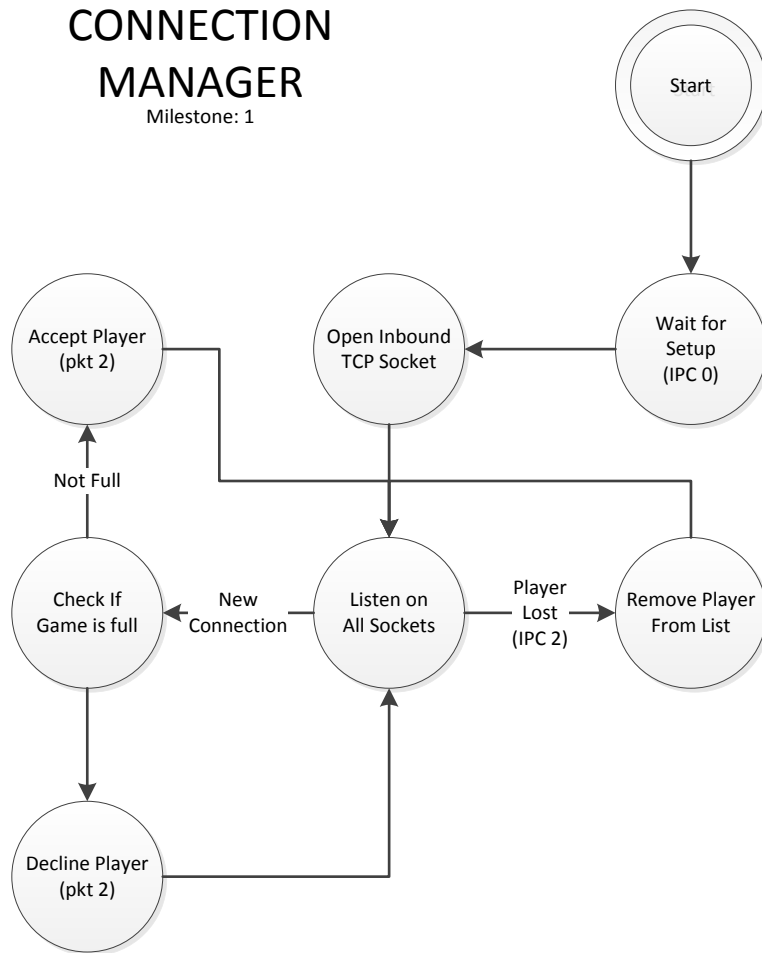 CONNECTION
MANAGER
Milestone: 1
Start
Accept Player
(pkt 2)
Open Inbound
TCP Socket
Wait for
Setup
(IPC 0)
Not Full
Check If
Game is full
New
Connection
Listen on
All Sockets
Player
Lost
(IPC 2)
Remove Player
From List
Decline Player
(pkt 2)